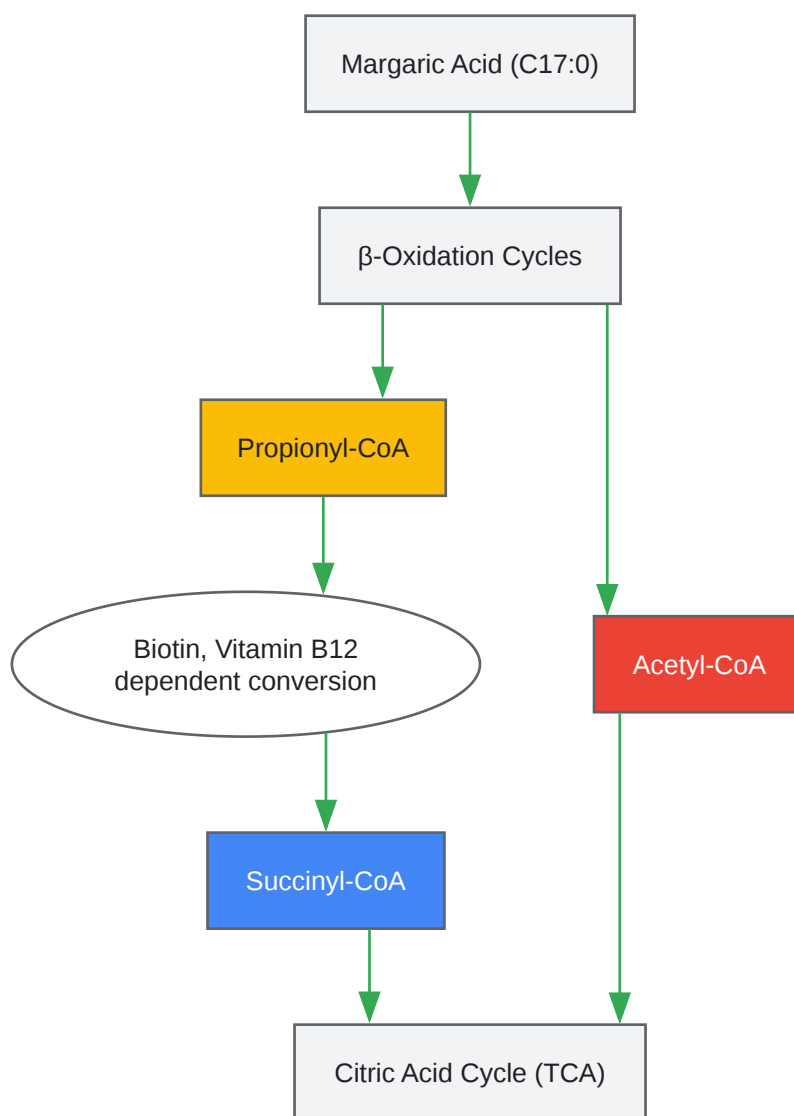 Margaric Acid (C17:0)
β-Oxidation Cycles
Propionyl-CoA
Biotin, Vitamin B12
dependent conversion
Acetyl-CoA
Succinyl-CoA
Citric Acid Cycle (TCA)